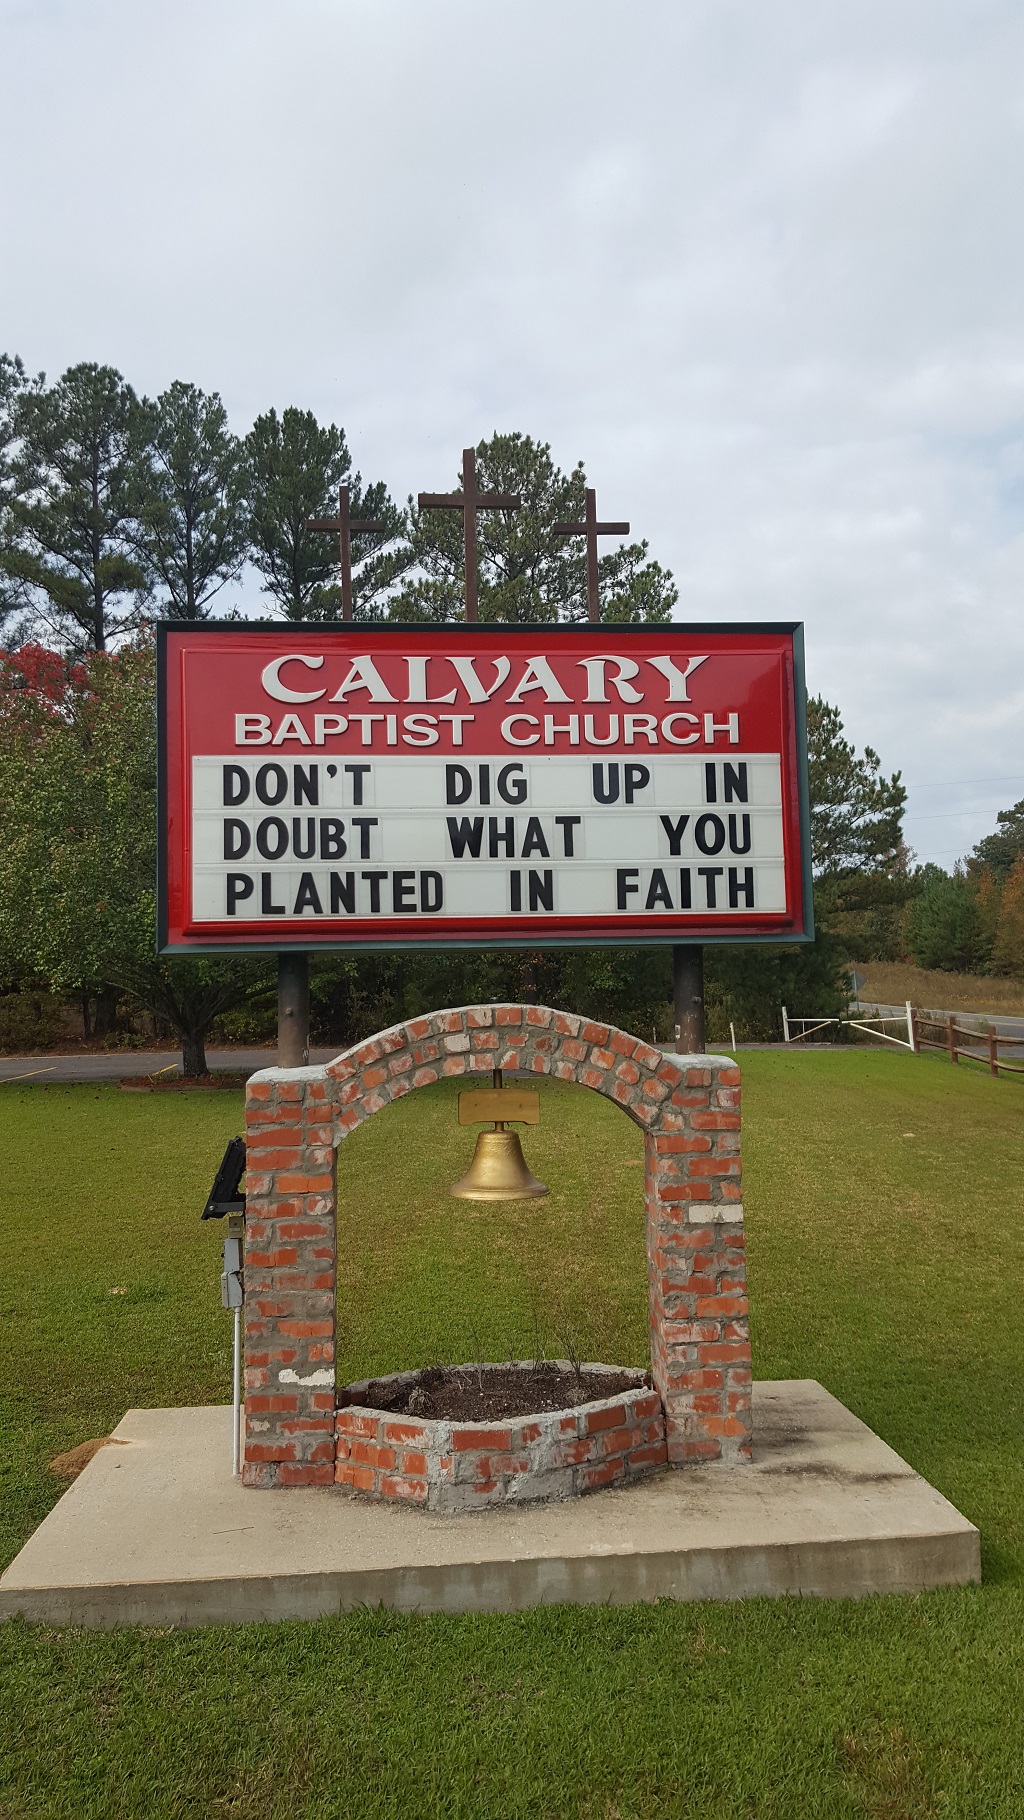 CALVARY
BAPTIST CHURCH
DON'T DIG UP IN
DOUBT WHAT YOU
PLANTED IN FAITH